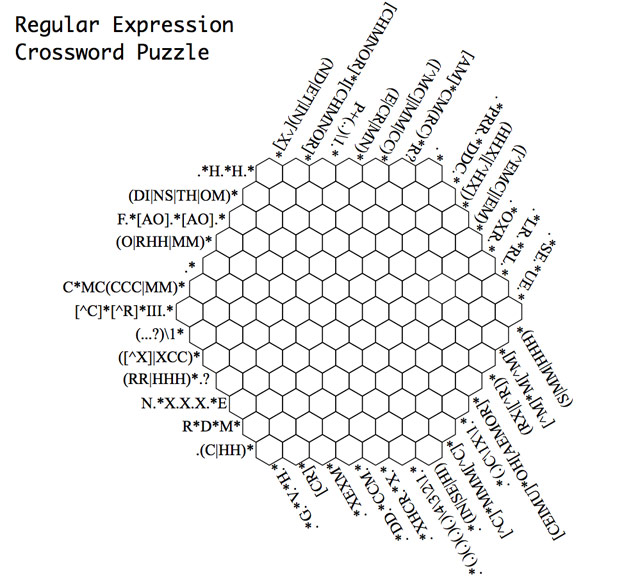 Regular Expression
Crossword Puzzle
(ND|ET|IN)[^X]*
[CHMNOR]*I[CHMNOR]*
P+(..)\1.*
(E|CR|MN)*
([^MC]|MM|CC)*
[AM]*CM(RC)*R?
.*
.*PRR.*DDC.*
(HHX|[^HX])*
([^EMC]|EM)*
.*OXR.*
.*LR.*RL.*
.*SE.*UE.*
.*H.*H.*
(DI|NS|TH|OM)*
F.*[AO].*[AO].*
(O|RHH|MM)*
.*
C*MC(CCC|MM)*
[^C]*[^R]*III.*
(...?)\1*
([^X]|XCC)*
(RR|HHH)*.?
N.*X.X.X.*E
R*D*M*
.(C|HH)*
(S|MM|HHH)*
[^M]*M[^M]*
(RX|[^R])*
[CEIMU]*OH[AEMOR]*
.*(.)C\1X\1.*
[^C]*MMM[^C]*
.*(IN|SE|HI)
.*(.)(.)(.)(.)\4\3\2\1.*
.*XHCR.*X.*
.*DD.*CCM.*
.*XEXM*
[CR]*
.*G.*V.*H.*